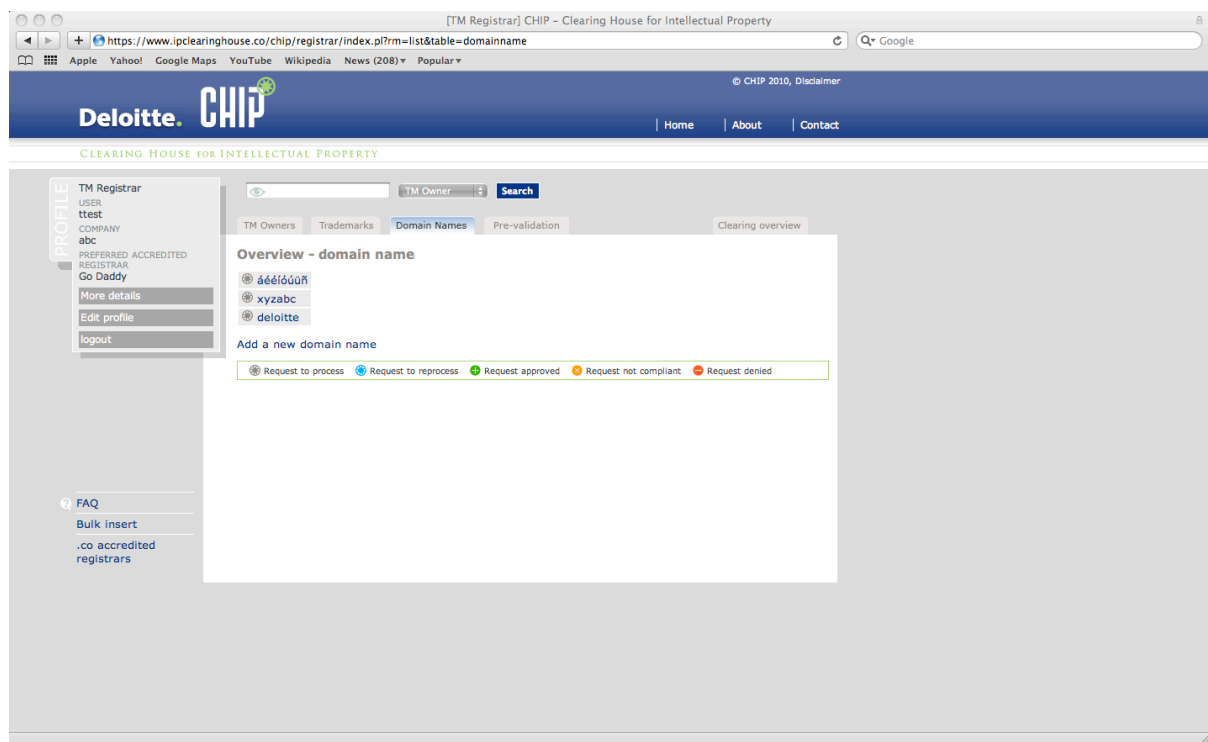 [TM Registrar] CHIP – Clearing House for Intellectual Property
https://www.ipclearinghouse.co/chip/registrar/index.pl?rm=list&table=domainname
Google
Apple Yahoo! Google Maps YouTube Wikipedia News (208) Popular
© CHIP 2010, Disclaimer
Deloitte. CHIP
Home About Contact
CLEARING HOUSE FOR INTELLECTUAL PROPERTY
PROFILE
TM Registrar
USER
ttest
COMPANY
abc
PREFERRED ACCREDITED
REGISTRAR
Go Daddy
More details
Edit profile
logout
TM Owner Search
TM Owners Trademarks Domain Names Pre-validation Clearing overview
Overview - domain name
áééíóúüñ
xyzabc
deloitte
Add a new domain name
Request to process Request to reprocess Request approved Request not compliant Request denied
? FAQ
Bulk insert
.co accredited
registrars